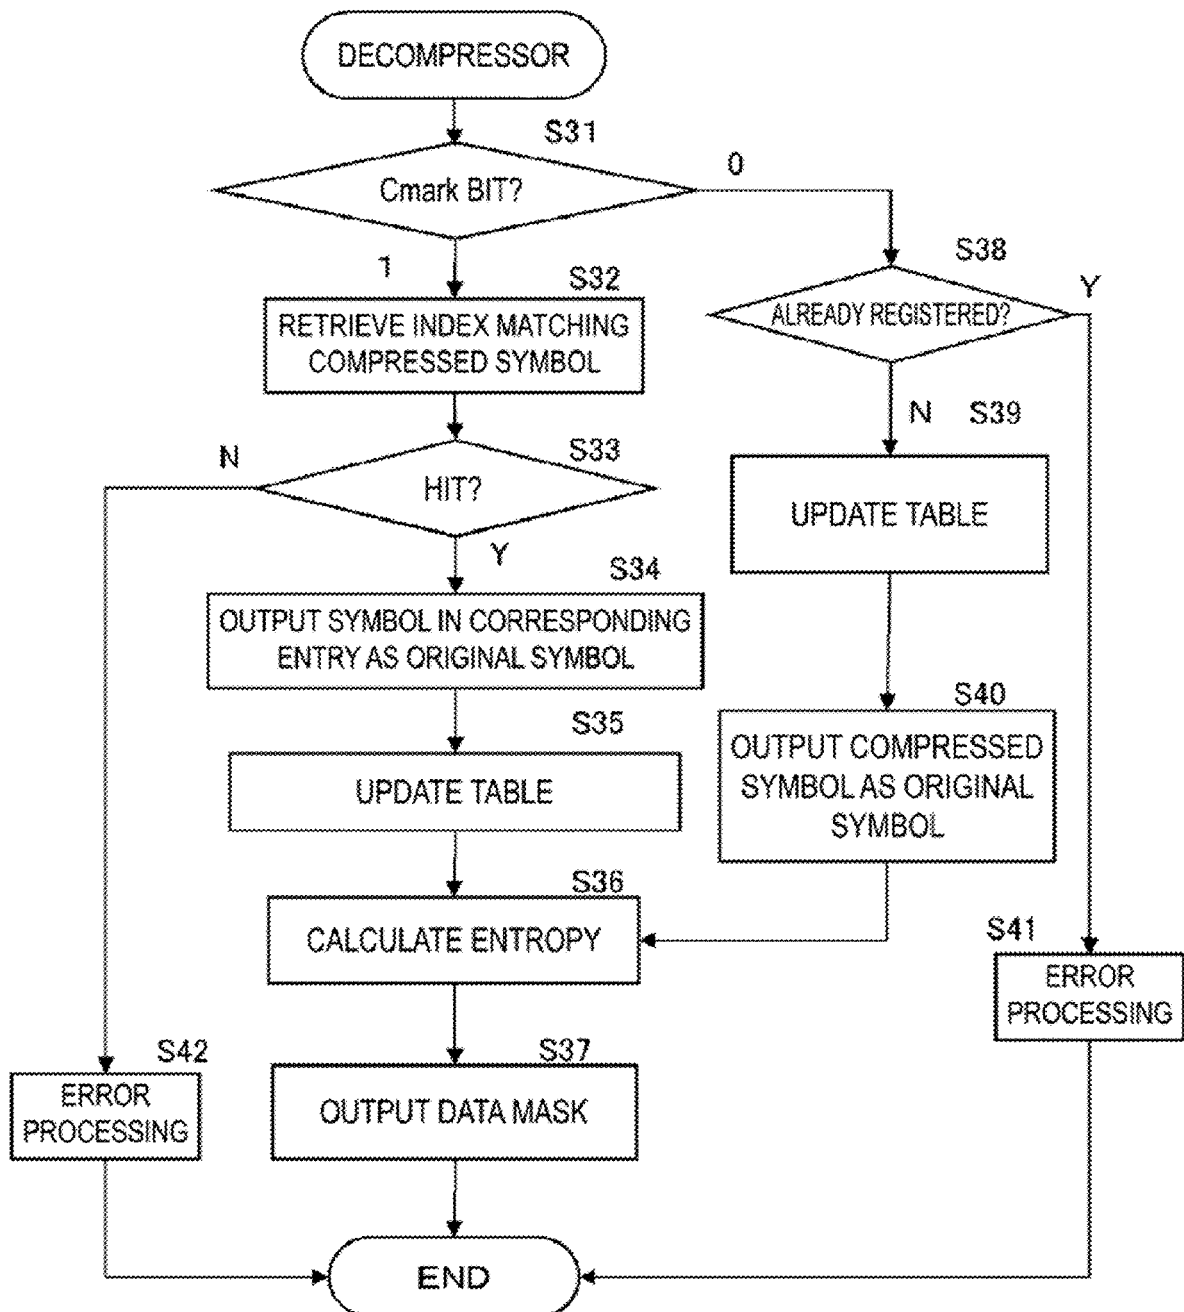 DECOMPRESSOR
S31
Cmark BIT?
0
1
S32
RETRIEVE INDEX MATCHING
COMPRESSED SYMBOL
S38
ALREADY REGISTERED?
Y
N
S33
HIT?
N
Y
S39
UPDATE TABLE
S34
OUTPUT SYMBOL IN CORRESPONDING
ENTRY AS ORIGINAL SYMBOL
S35
UPDATE TABLE
S40
OUTPUT COMPRESSED
SYMBOL AS ORIGINAL
SYMBOL
S36
CALCULATE ENTROPY
S41
ERROR
PROCESSING
S37
OUTPUT DATA MASK
S42
ERROR
PROCESSING
END